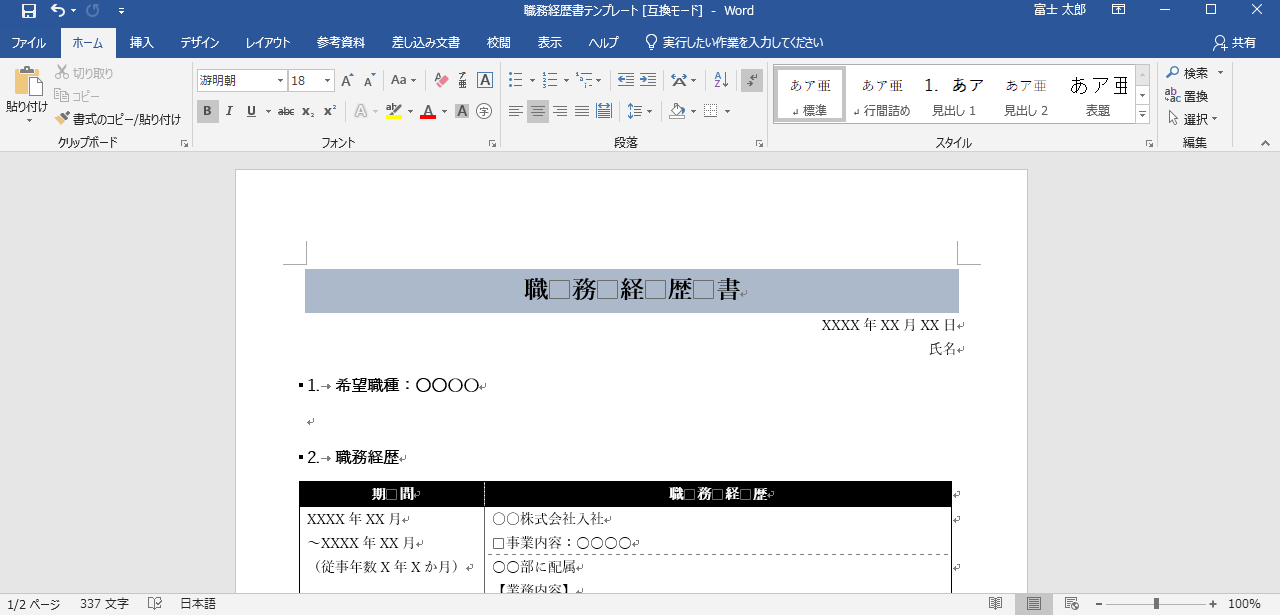 職務経歴書テンプレート [互換モード] - Word
富士 太郎
ファイル ホーム 挿入 デザイン レイアウト 参考資料 差し込み文書 校閲 表示 ヘルプ 実行したい作業を入力してください 共有
貼り付け
切り取り
コピー
書式のコピー/貼り付け
クリップボード
游明朝 18
B I U abc x₂ x²
フォント
段落
あア亜 あア亜 1. あア あア亜 あア亜
標準 行間詰め 見出し 1 見出し 2 表題
スタイル
検索
置換
選択
編集
職□務□経□歴□書
XXXX 年 XX 月 XX 日
氏名
1. 希望職種：〇〇〇〇
2. 職務経歴
期□間 職□務□経□歴
XXXX 年 XX 月
～XXXX 年 XX 月
（従事年数 X 年 X か月）
〇〇株式会社入社
□事業内容：〇〇〇〇
〇〇部に配属
【業務内容】
1/2 ページ 337 文字 日本語 100%